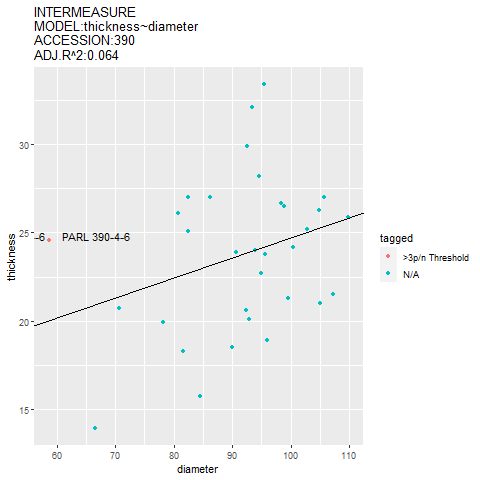 INTERMEASURE
MODEL:thickness~diameter
ACCESSION:390
ADJ.R^2:0.064
30
25
20
15
thickness
-6
PARL 390-4-6
60 70 80 90 100 110
diameter
tagged
>3p/n Threshold
N/A